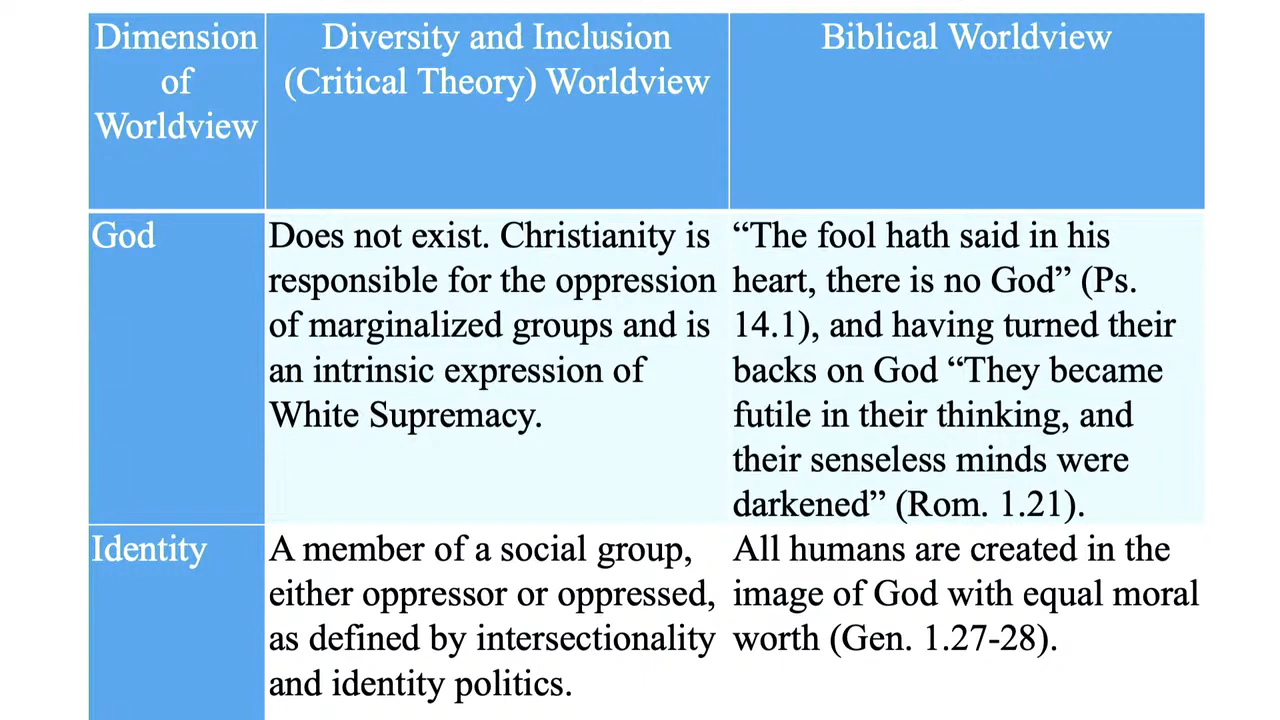 Dimension
of
Worldview
Diversity and Inclusion
(Critical Theory) Worldview
Biblical Worldview
God
Does not exist. Christianity is
responsible for the oppression
of marginalized groups and is
an intrinsic expression of
White Supremacy.
“The fool hath said in his
heart, there is no God” (Ps.
14.1), and having turned their
backs on God “They became
futile in their thinking, and
their senseless minds were
darkened” (Rom. 1.21).
Identity
A member of a social group,
either oppressor or oppressed,
as defined by intersectionality
and identity politics.
All humans are created in the
image of God with equal moral
worth (Gen. 1.27-28).